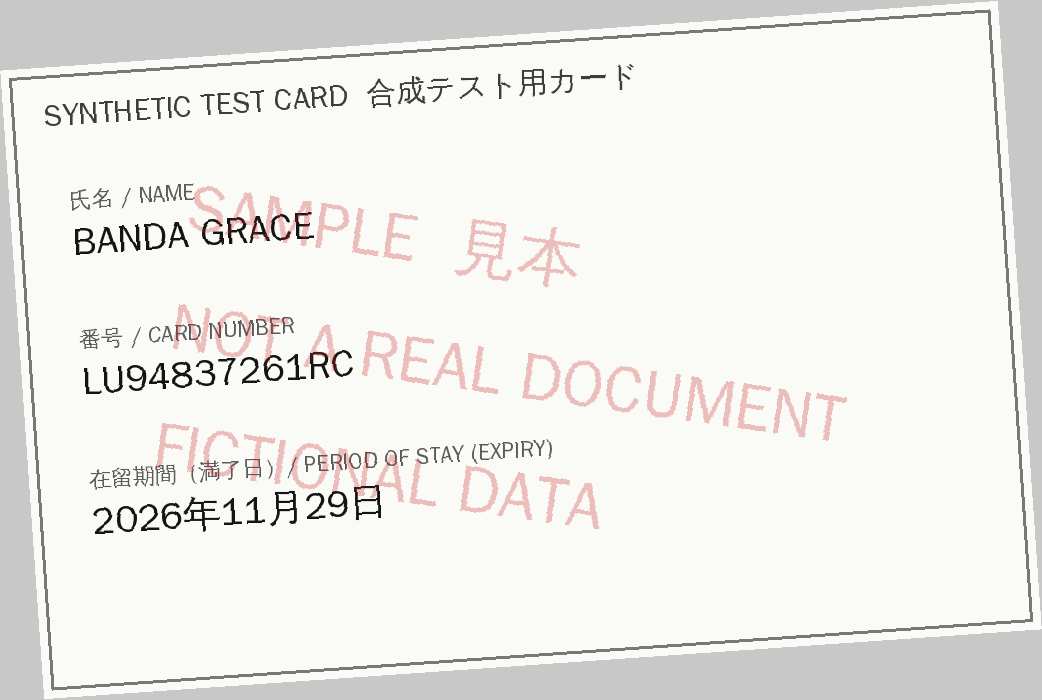 SYNTHETIC TEST CARD 合成テスト用カード
氏名 / NAME
BANDA GRACE
SAMPLE 見本
番号 / CARD NUMBER
LU94837261RC
NOT A REAL DOCUMENT
在留期間（満了日） / PERIOD OF STAY (EXPIRY)
2026年11月29日
FICTIONAL DATA